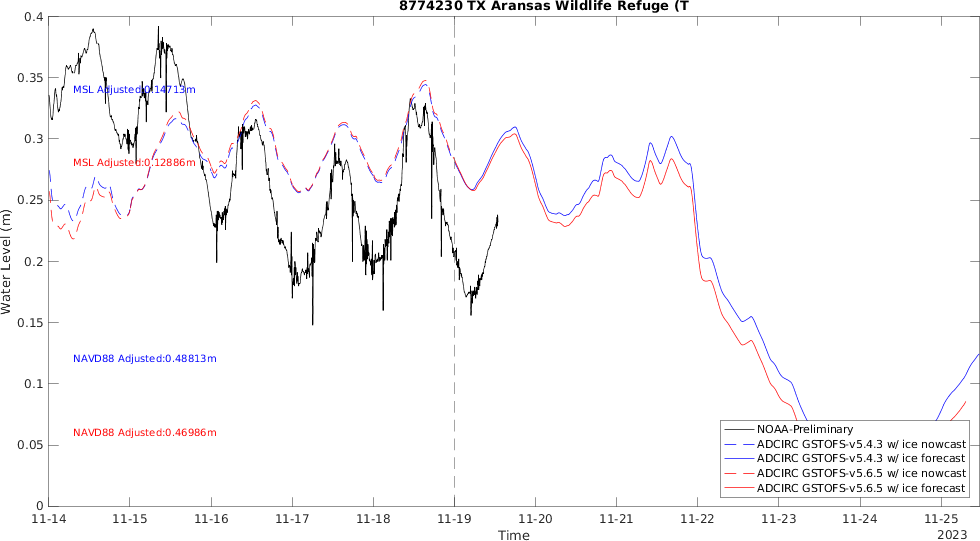 8774230 TX Aransas Wildlife Refuge (T
0.4
0.35
0.3
0.25
0.2
0.15
0.1
0.05
0
Water Level (m)
MSL Adjusted:0.14713m
MSL Adjusted:0.12886m
NAVD88 Adjusted:0.48813m
NAVD88 Adjusted:0.46986m
NOAA-Preliminary
ADCIRC GSTOFS-v5.4.3 w/ ice nowcast
ADCIRC GSTOFS-v5.4.3 w/ ice forecast
ADCIRC GSTOFS-v5.6.5 w/ ice nowcast
ADCIRC GSTOFS-v5.6.5 w/ ice forecast
11-14 11-15 11-16 11-17 11-18 11-19 11-20 11-21 11-22 11-23 11-24 11-25
Time
2023